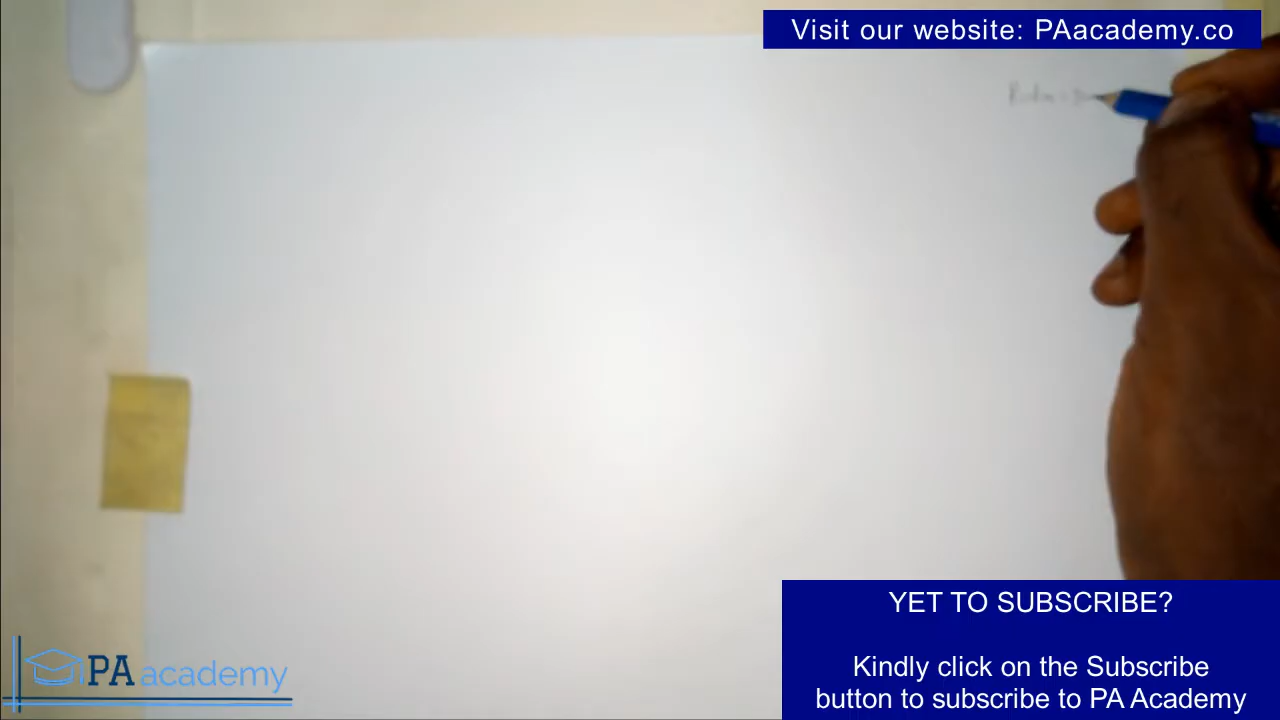 Visit our website: PAacademy.co
YET TO SUBSCRIBE?
Kindly click on the Subscribe
button to subscribe to PA Academy
PA academy